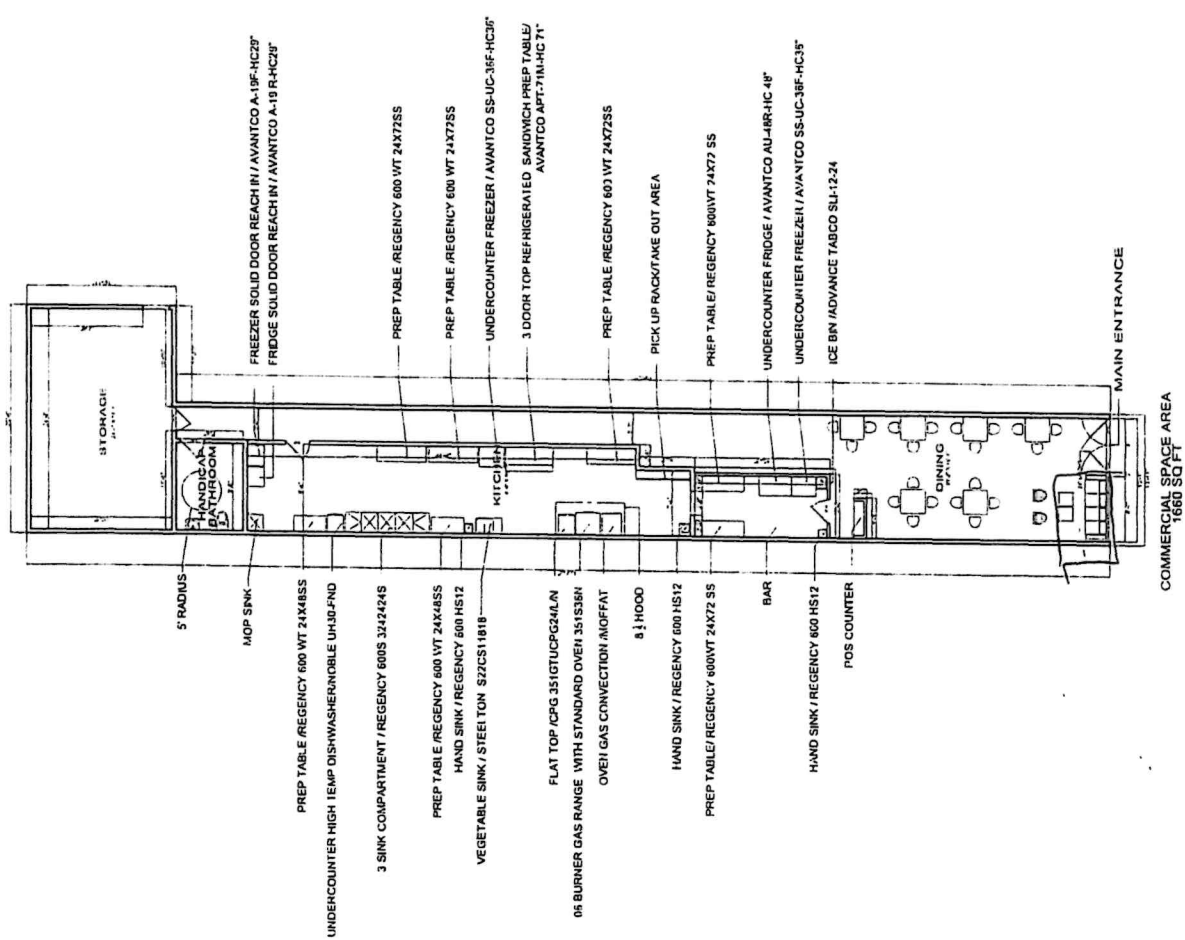 STORAGE
HANDICAP
BATHROOM
KITCHEN
DINING
FREEZER SOLID DOOR REACH IN / AVANTCO A-19F-HC29"
FRIDGE SOLID DOOR REACH IN / AVANTCO A-19 R-HC29"
PREP TABLE /REGENCY 600 WT 24X72SS
PREP TABLE /REGENCY 600 WT 24X72SS
UNDERCOUNTER FREEZER / AVANTCO SS-UC-36F-HC36"
3 DOOR TOP REFRIGERATED SANDWICH PREP TABLE/
AVANTCO APT-71M-HC 71"
PREP TABLE /REGENCY 600 WT 24X72SS
PICK UP RACK/TAKE OUT AREA
PREP TABLE/ REGENCY 600WT 24X72 SS
UNDERCOUNTER FRIDGE / AVANTCO AU-48R-HC 48"
UNDERCOUNTER FREEZER / AVANTCO SS-UC-36F-HC36"
ICE BIN /ADVANCE TABCO SLI-12-24
MAIN ENTRANCE
5' RADIUS
MOP SINK
PREP TABLE /REGENCY 600 WT 24X48SS
UNDERCOUNTER HIGH TEMP DISHWASHER/NOBLE UH30-FND
3 SINK COMPARTMENT / REGENCY 600S 324242S
PREP TABLE /REGENCY 600 WT 24X48SS
HAND SINK / REGENCY 600 HS12
VEGETABLE SINK / STEELTON S22CS11818
FLAT TOP /CPG 351GTUCPG24/L/N
06 BURNER GAS RANGE WITH STANDARD OVEN 351S36N
OVEN GAS CONVECTION /MOFFAT
HOOD
HAND SINK / REGENCY 600 HS12
PREP TABLE/ REGENCY 600WT 24X72 SS
BAR
HAND SINK / REGENCY 600 HS12
POS COUNTER
COMMERCIAL SPACE AREA
1660 SQ FT